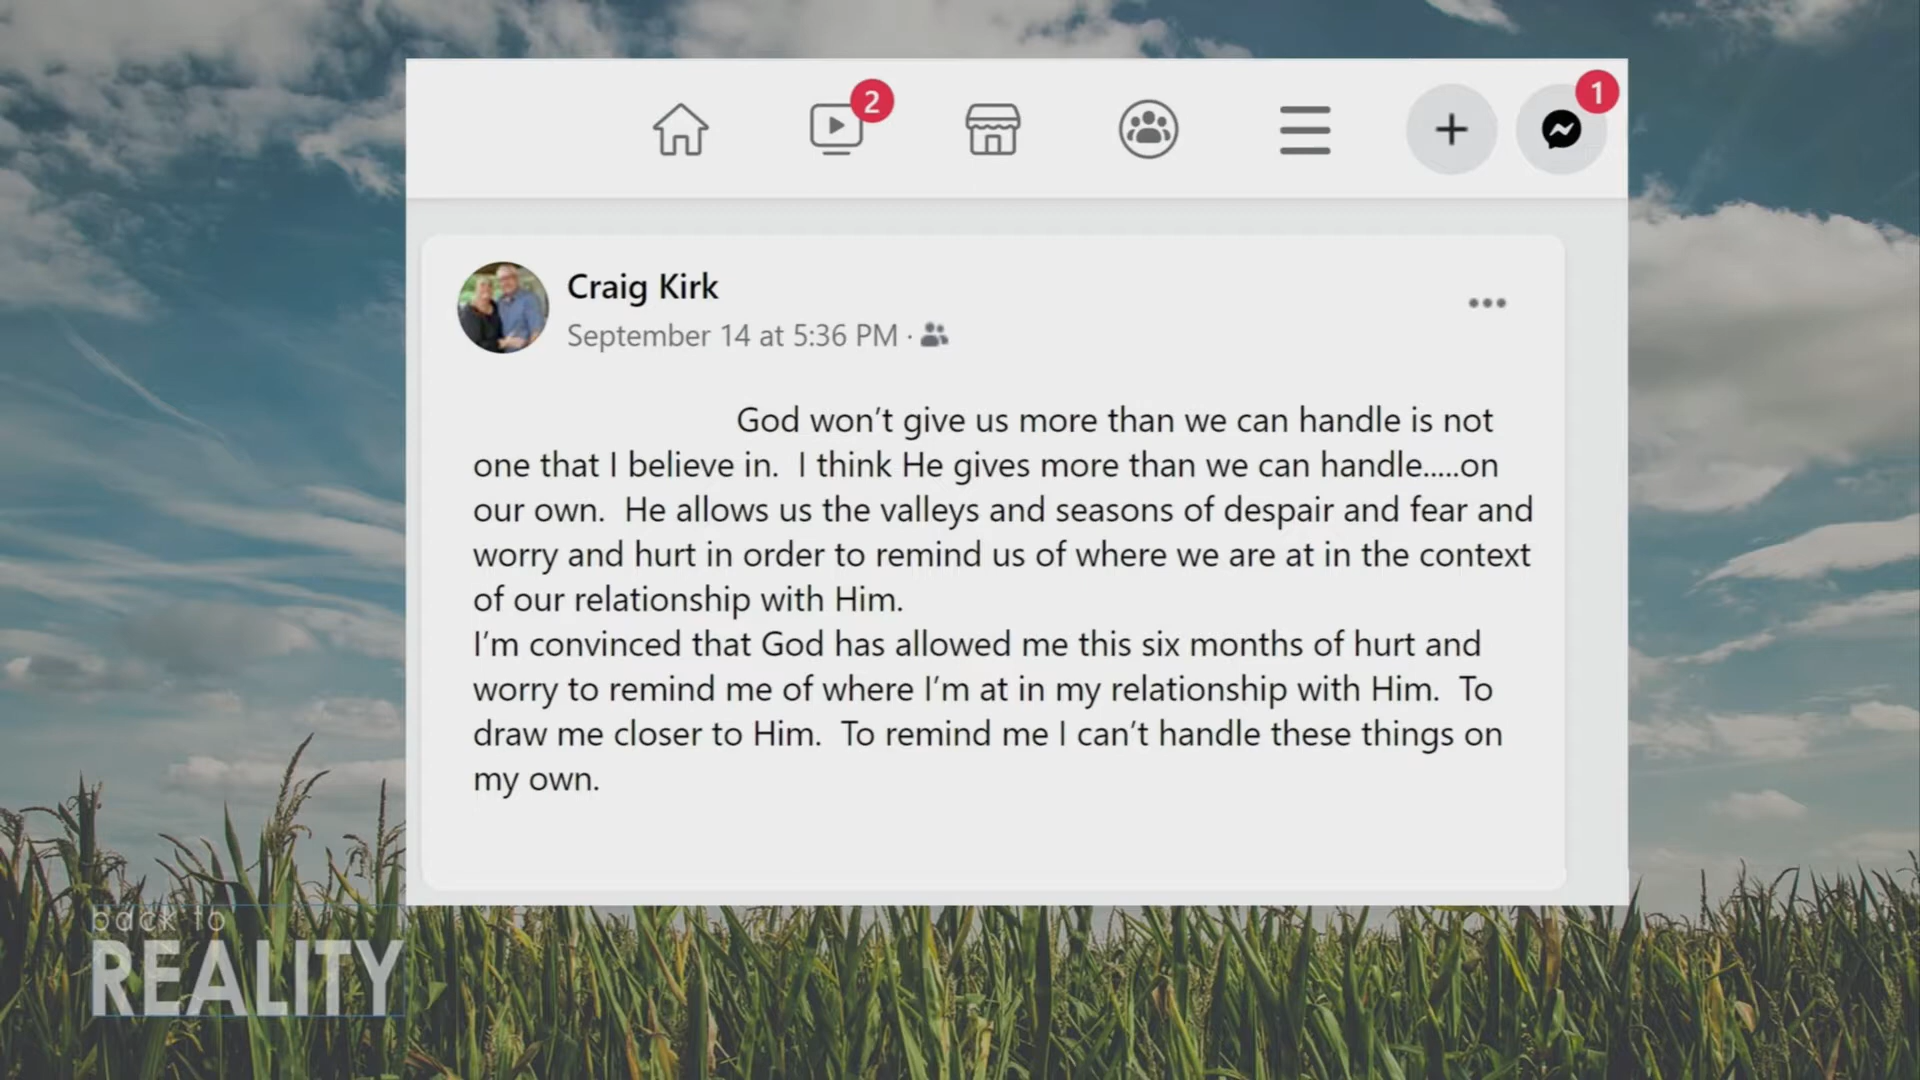 2
1
Craig Kirk
September 14 at 5:36 PM ·
God won't give us more than we can handle is not
one that I believe in.  I think He gives more than we can handle.....on
our own.  He allows us the valleys and seasons of despair and fear and
worry and hurt in order to remind us of where we are at in the context
of our relationship with Him.
I'm convinced that God has allowed me this six months of hurt and
worry to remind me of where I'm at in my relationship with Him.  To
draw me closer to Him.  To remind me I can't handle these things on
my own.
back to
REALITY